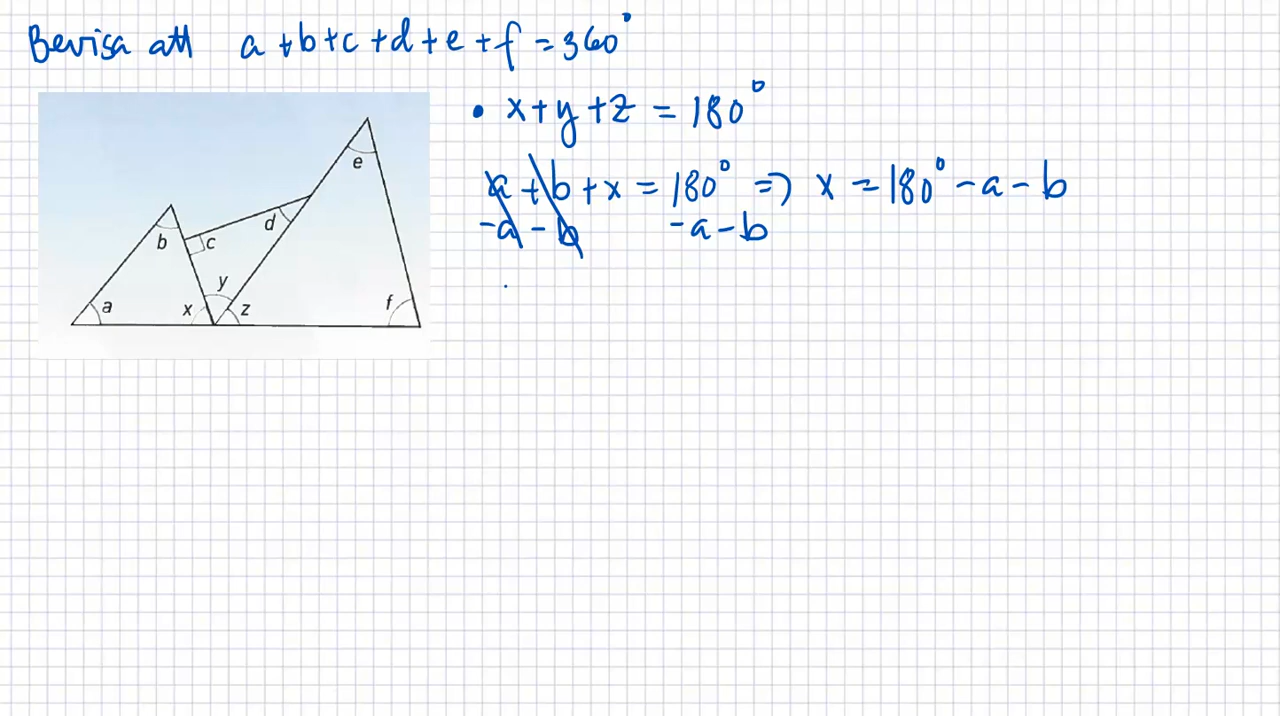 Bevisa att a+b+c+d+e+f=360°
• x+y+z=180°
a+b+x=180° => x=180°-a-b
-a-b -a-b
e
b
c
d
y
a
x
z
f